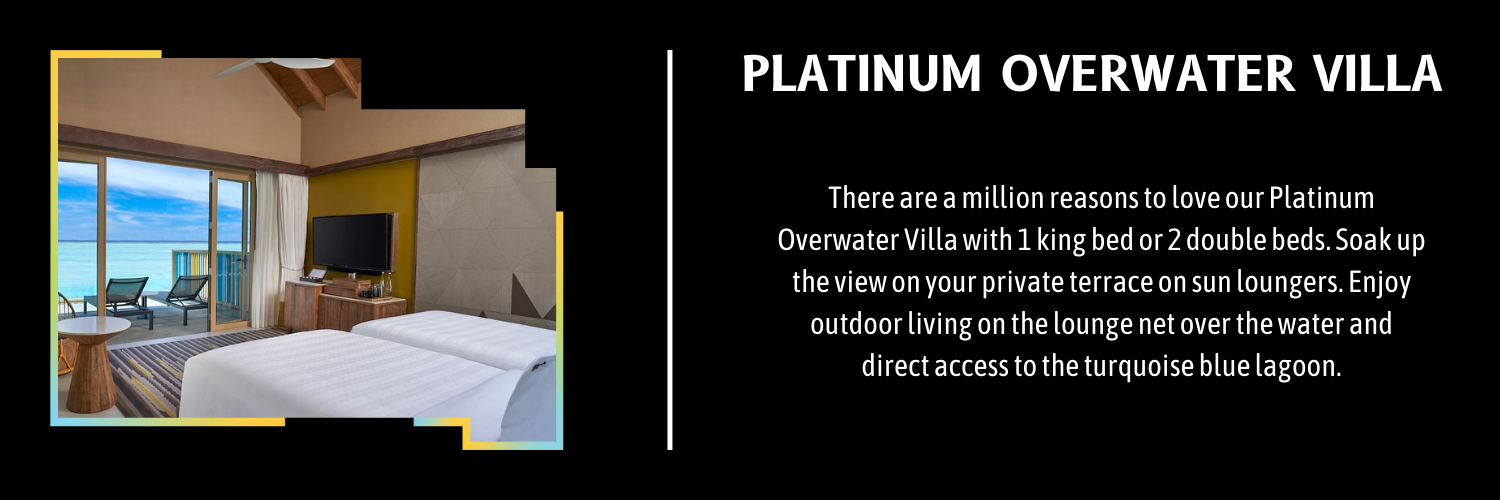 PLATINUM OVERWATER VILLA
There are a million reasons to love our Platinum
Overwater Villa with 1 king bed or 2 double beds. Soak up
the view on your private terrace on sun loungers. Enjoy
outdoor living on the lounge net over the water and
direct access to the turquoise blue lagoon.